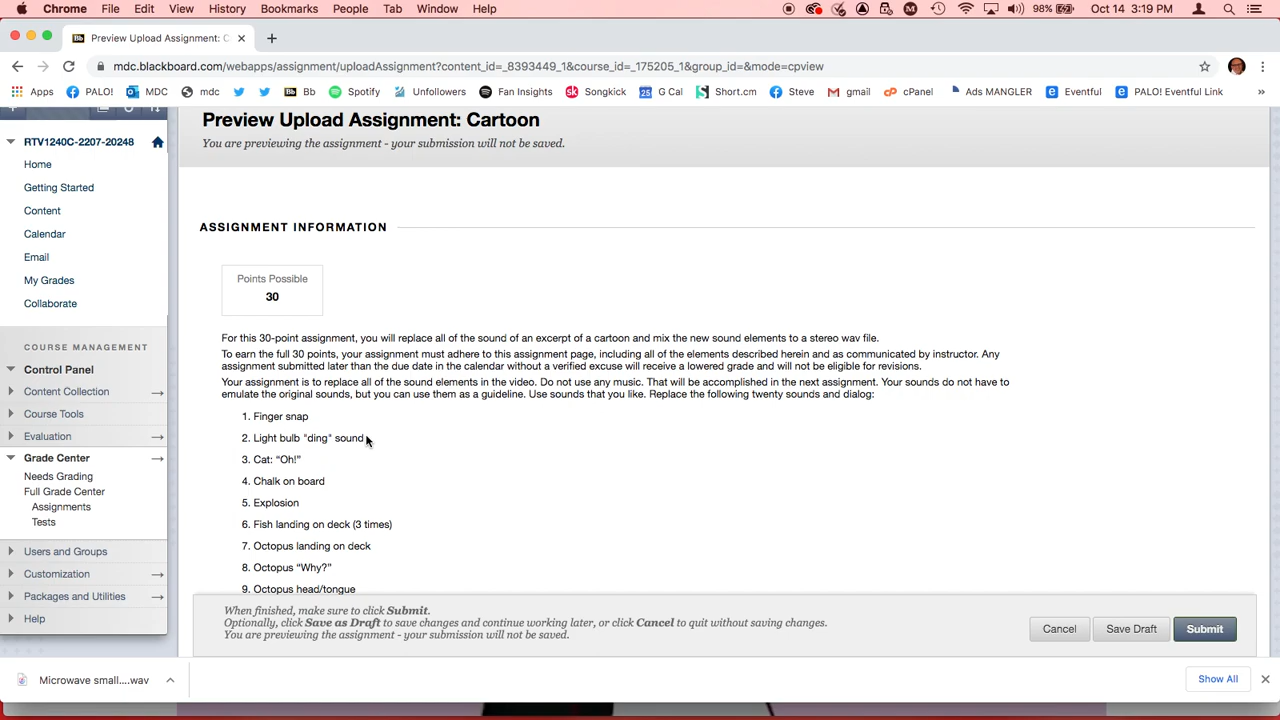 Chrome File Edit View History Bookmarks People Tab Window Help 98% Oct 14 3:19 PM
Preview Upload Assignment: C
mdc.blackboard.com/webapps/assignment/uploadAssignment?content_id=_8393449_1&course_id=_175205_1&group_id=&mode=cpview
Apps PALO! MDC mdc Bb Spotify Unfollowers Fan Insights Songkick G Cal Short.cm Steve gmail cPanel Ads MANGLER Eventful PALO! Eventful Link »
RTV1240C-2207-20248
Home
Getting Started
Content
Calendar
Email
My Grades
Collaborate
COURSE MANAGEMENT
Control Panel
Content Collection
Course Tools
Evaluation
Grade Center
Needs Grading
Full Grade Center
Assignments
Tests
Users and Groups
Customization
Packages and Utilities
Help
Preview Upload Assignment: Cartoon
You are previewing the assignment - your submission will not be saved.
ASSIGNMENT INFORMATION
Points Possible
30
For this 30-point assignment, you will replace all of the sound of an excerpt of a cartoon and mix the new sound elements to a stereo wav file.
To earn the full 30 points, your assignment must adhere to this assignment page, including all of the elements described herein and as communicated by instructor. Any
assignment submitted later than the due date in the calendar without a verified excuse will receive a lowered grade and will not be eligible for revisions.
Your assignment is to replace all of the sound elements in the video. Do not use any music. That will be accomplished in the next assignment. Your sounds do not have to
emulate the original sounds, but you can use them as a guideline. Use sounds that you like. Replace the following twenty sounds and dialog:
1. Finger snap
2. Light bulb "ding" sound
3. Cat: “Oh!”
4. Chalk on board
5. Explosion
6. Fish landing on deck (3 times)
7. Octopus landing on deck
8. Octopus “Why?”
9. Octopus head/tongue
When finished, make sure to click Submit.
Optionally, click Save as Draft to save changes and continue working later, or click Cancel to quit without saving changes.
You are previewing the assignment - your submission will not be saved.
Cancel Save Draft Submit
Microwave small....wav
Show All